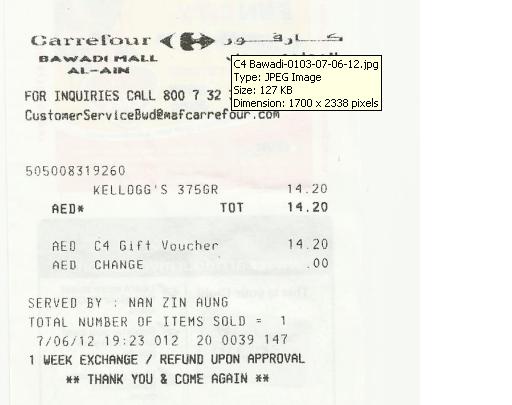 Carrefour كارفور
BAWADI MALL
AL-AIN
C4 Bawadi-0103-07-06-12.jpg
Type: JPEG Image
Size: 127 KB
Dimension: 1700 x 2338 pixels
FOR INQUIRIES CALL 800 7 32
CustomerServiceBwd@mafcarrefour.com
505008319260
KELLOGG'S 375GR 14.20
AED* TOT 14.20
AED C4 Gift Voucher 14.20
AED CHANGE .00
SERVED BY : NAN ZIN AUNG
TOTAL NUMBER OF ITEMS SOLD = 1
7/06/12 19:23 012 20 0039 147
1 WEEK EXCHANGE / REFUND UPON APPROVAL
** THANK YOU & COME AGAIN **